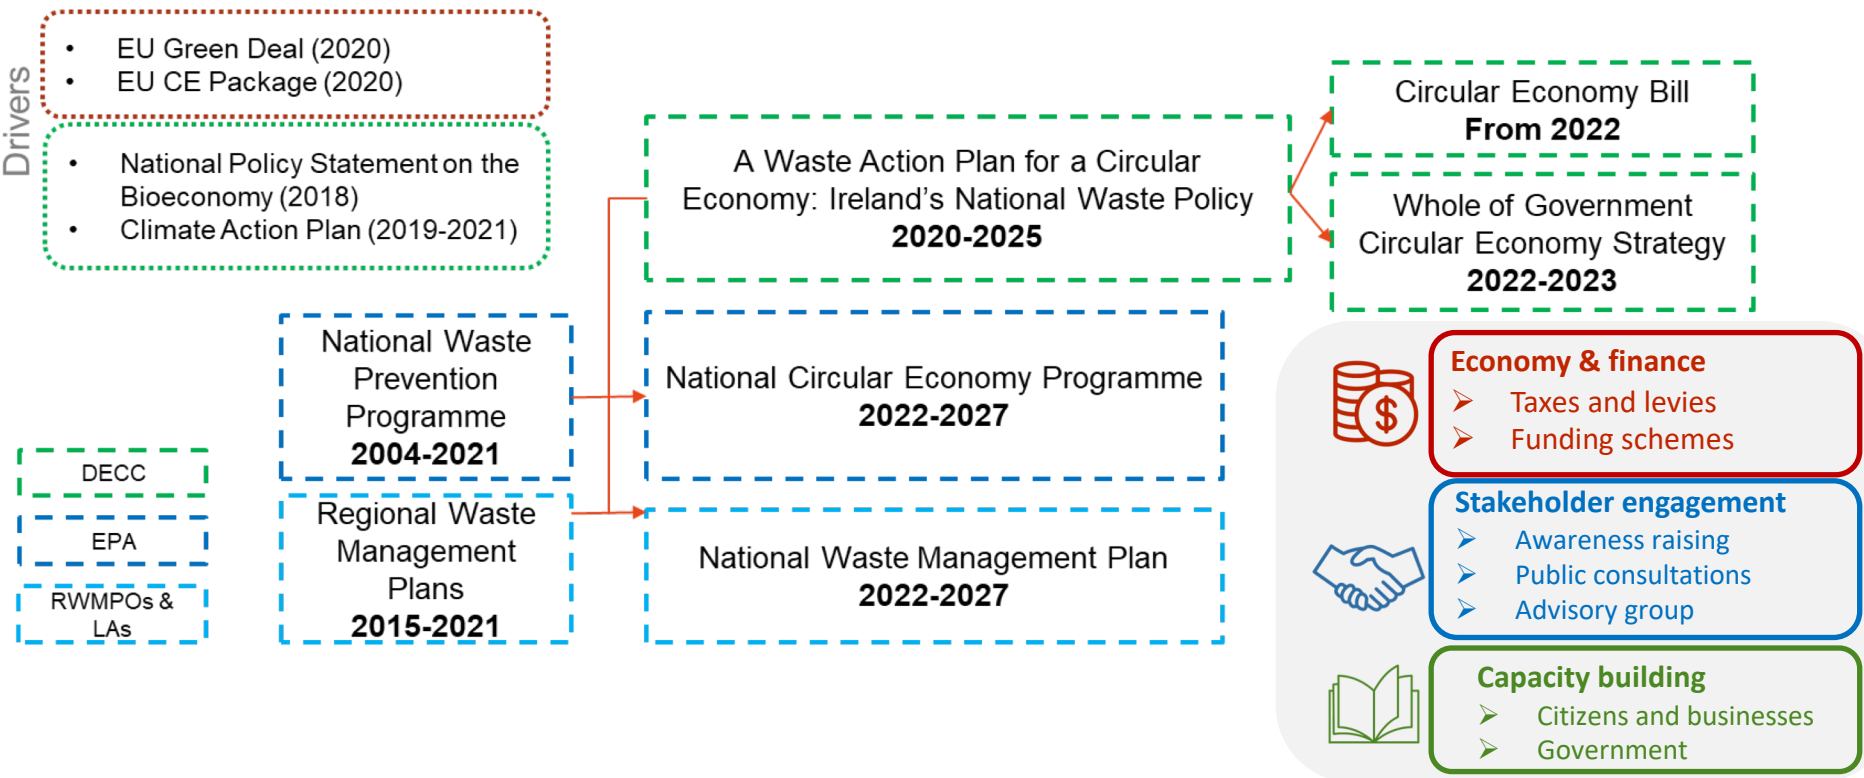 Drivers
• EU Green Deal (2020)
• EU CE Package (2020)
• National Policy Statement on the
Bioeconomy (2018)
• Climate Action Plan (2019-2021)
A Waste Action Plan for a Circular
Economy: Ireland's National Waste Policy
2020-2025
Circular Economy Bill
From 2022
Whole of Government
Circular Economy Strategy
2022-2023
National Waste
Prevention
Programme
2004-2021
National Circular Economy Programme
2022-2027
Regional Waste
Management
Plans
2015-2021
National Waste Management Plan
2022-2027
DECC
EPA
RWMPOs &
LAs
$
Economy & finance
➢ Taxes and levies
➢ Funding schemes
Stakeholder engagement
➢ Awareness raising
➢ Public consultations
➢ Advisory group
Capacity building
➢ Citizens and businesses
➢ Government